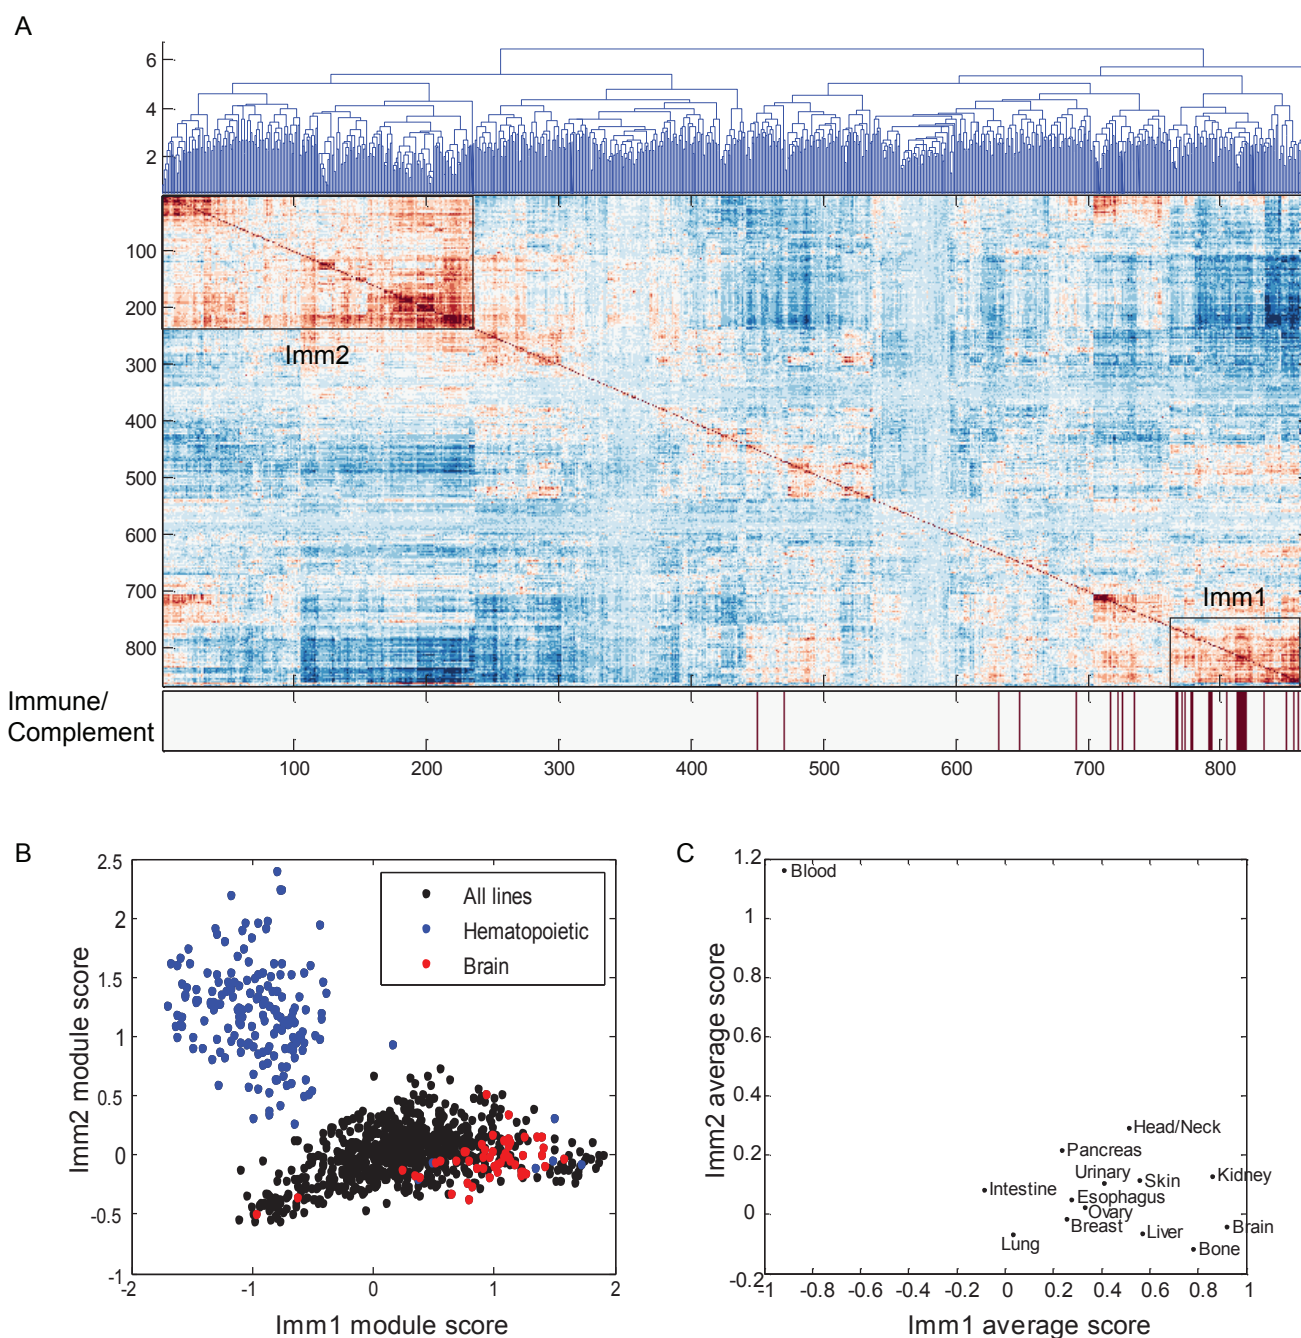 A
6
4
2
100
200
300
400
500
600
700
800
Imm2
Imm1
Immune/
Complement
100 200 300 400 500 600 700 800
B
2.5
2
1.5
1
0.5
0
-0.5
-1
-2 -1 0 1 2
Imm2 module score
Imm1 module score
All lines
Hematopoietic
Brain
C
1.2
1
0.8
0.6
0.4
0.2
0
-0.2
-1 -0.8 -0.6 -0.4 -0.2 0 0.2 0.4 0.6 0.8 1
Imm2 average score
Imm1 average score
Blood
Head/Neck
Pancreas
Urinary
Skin
Kidney
Intestine
Esophagus
Ovary
Breast
Liver
Brain
Lung
Bone